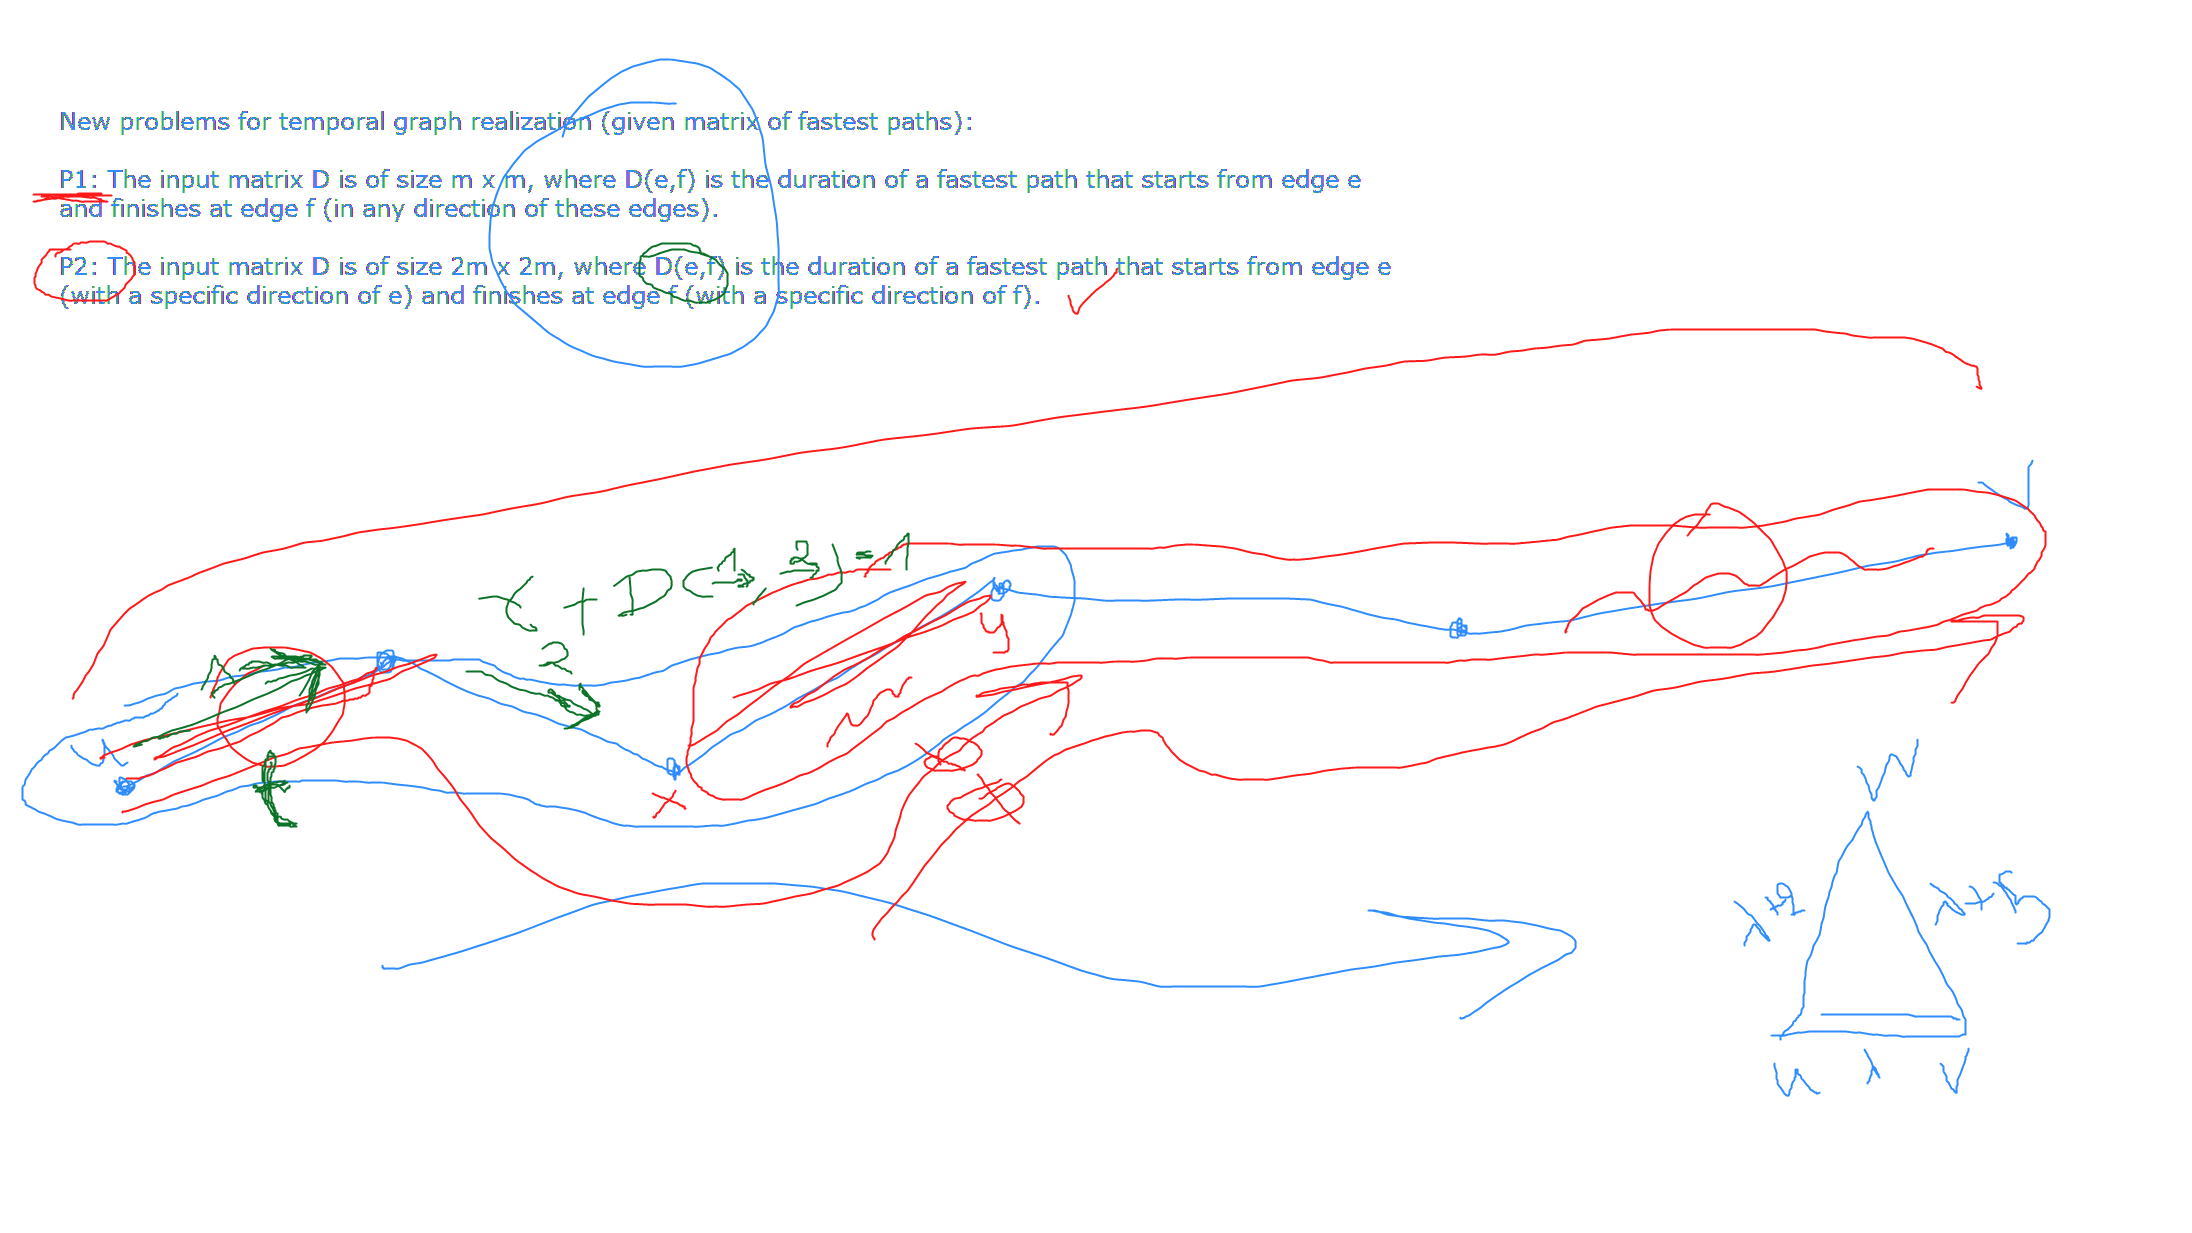 New problems for temporal graph realization (given matrix of fastest paths):
P1: The input matrix D is of size m x m, where D(e,f) is the duration of a fastest path that starts from edge e
and finishes at edge f (in any direction of these edges).
P2: The input matrix D is of size 2m x 2m, where D(e,f) is the duration of a fastest path that starts from edge e
(with a specific direction of e) and finishes at edge f (with a specific direction of f).
v
2
u
y
x
t
w
λ+2
u λ v